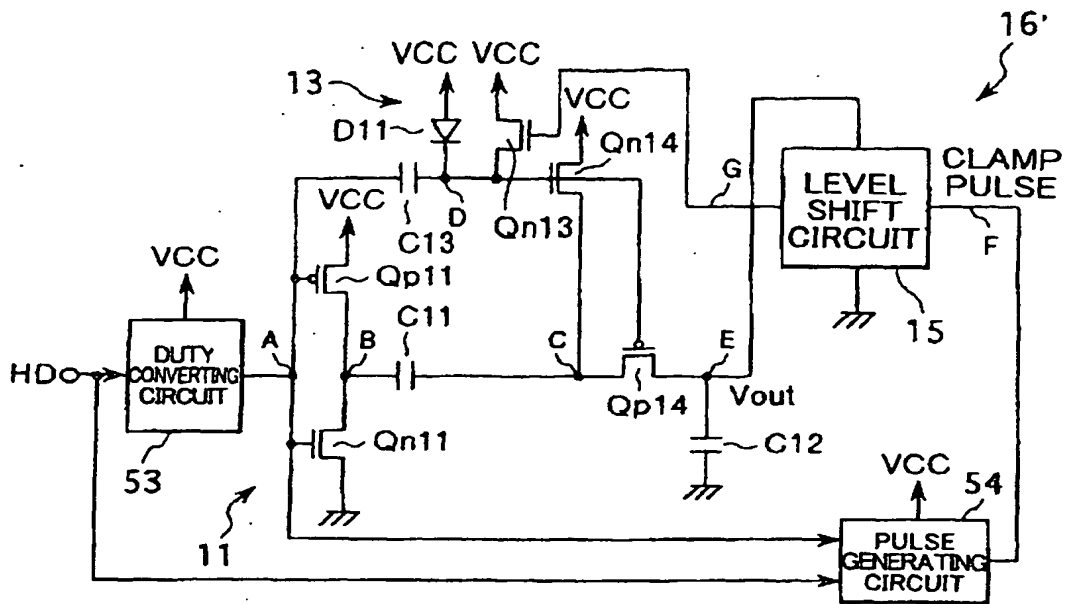 16'
VCC
VCC
13
VCC
D11
Qn14
G
CLAMP
PULSE
LEVEL
SHIFT
CIRCUIT
D
Qn13
F
C13
VCC
VCC
Qp11
15
C11
A
B
C
E
HD
DUTY
CONVERTING
CIRCUIT
Qp14
Vout
Qn11
C12
53
VCC
54
11
PULSE
GENERATING
CIRCUIT